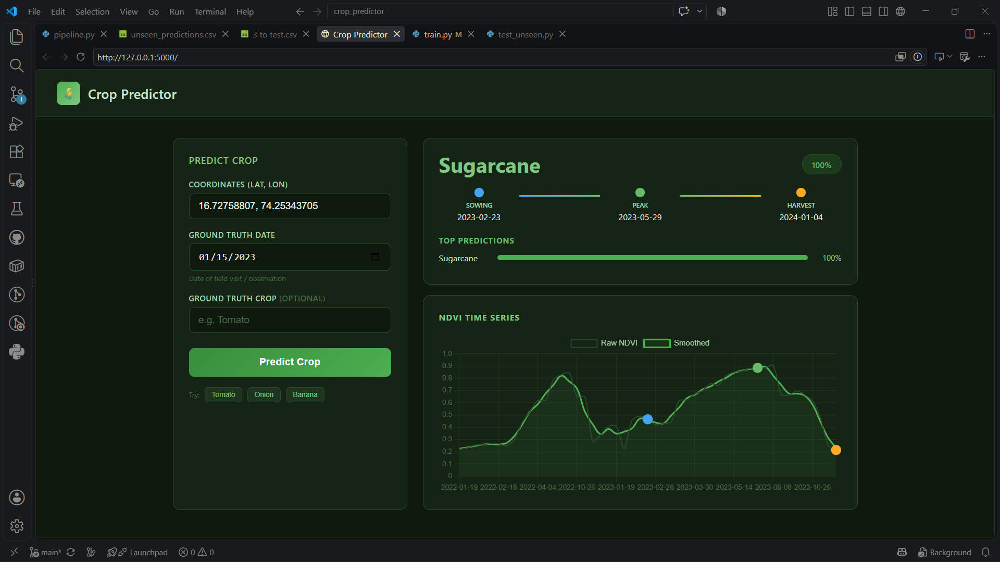 File Edit Selection View Go Run Terminal Help
crop_predictor
pipeline.py
unseen_predictions.csv
3 to test.csv
Crop Predictor
train.py M
test_unseen.py
http://127.0.0.1:5000/
1
Crop Predictor
PREDICT CROP
COORDINATES (LAT, LON)
16.72758807, 74.25343705
GROUND TRUTH DATE
01/15/2023
Date of field visit / observation
GROUND TRUTH CROP (OPTIONAL)
e.g. Tomato
Predict Crop
Try: Tomato Onion Banana
Sugarcane
100%
SOWING
2023-02-23
PEAK
2023-05-29
HARVEST
2024-01-04
TOP PREDICTIONS
Sugarcane 100%
NDVI TIME SERIES
Raw NDVI Smoothed
1.0
0.9
0.8
0.7
0.6
0.5
0.4
0.3
0.2
0.1
0
2022-01-19 2022-02-18 2022-04-04 2022-10-26 2023-01-19 2023-02-28 2023-03-30 2023-05-14 2023-06-08 2023-10-26
main* Launchpad 0 0 Background